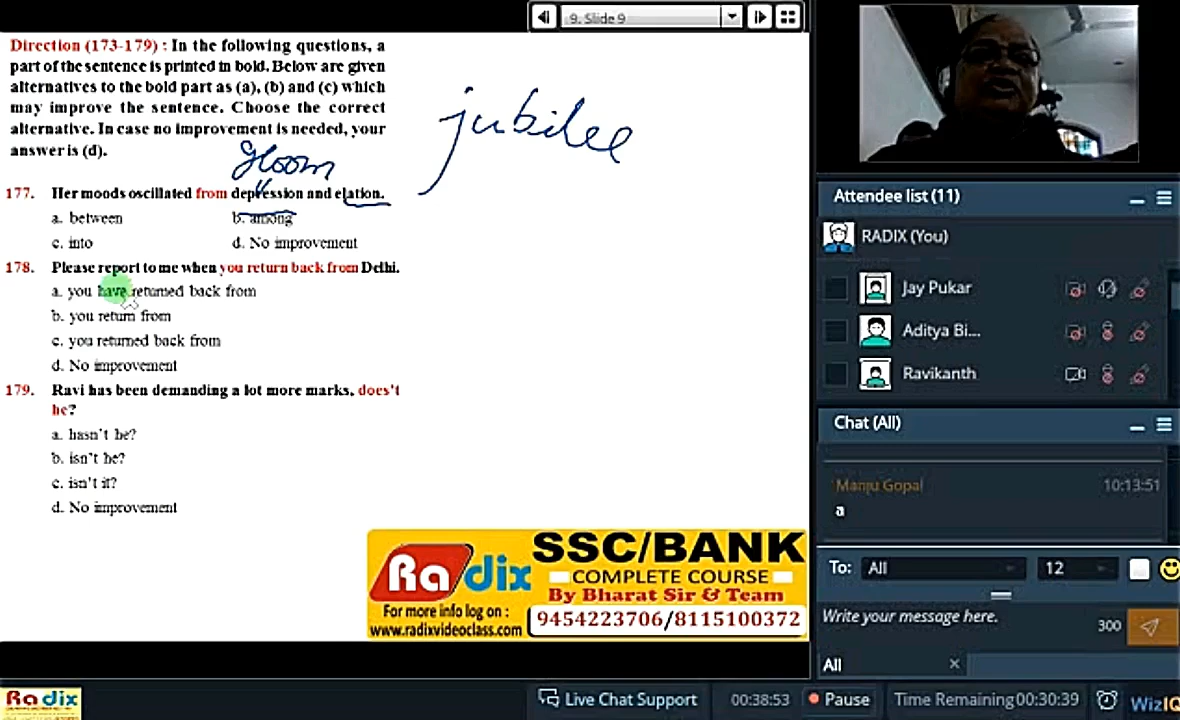 9. Slide 9
Direction (173-179) : In the following questions, a
part of the sentence is printed in bold. Below are given
alternatives to the bold part as (a), (b) and (c) which
may improve the sentence. Choose the correct
alternative. In case no improvement is needed, your
answer is (d).
jubilee
gloom
177. Her moods oscillated from depression and elation.
a. between b. among
c. into d. No improvement
178. Please report to me when you return back from Delhi.
a. you have returned back from
b. you return from
c. you returned back from
d. No improvement
179. Ravi has been demanding a lot more marks, does't
he?
a. hasn't he?
b. isn't he?
c. isn't it?
d. No improvement
Radix
For more info log on :
www.radixvideoclass.com
SSC/BANK
COMPLETE COURSE
By Bharat Sir & Team
9454223706/8115100372
Attendee list (11)
RADIX (You)
Jay Pukar
Aditya Bi...
Ravikanth
Chat (All)
Manju Gopal 10:13:51
a
To: All 12
Write your message here. 300
All
Radix
Live Chat Support 00:38:53 Pause Time Remaining00:30:39 WizIQ